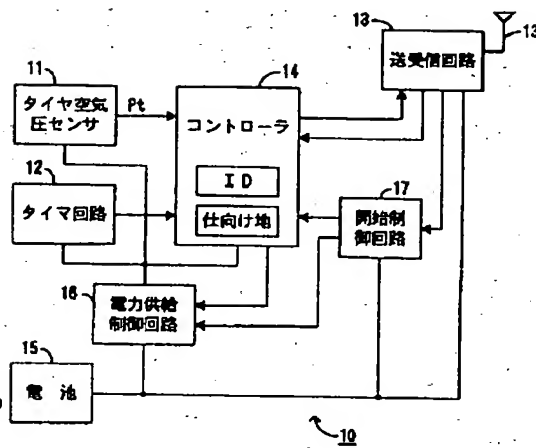 13
13
送受信回路
11
タイヤ空気
圧センサ
Pt
14
コントローラ
ID
仕向け地
12
タイマ回路
17
開始制
御回路
16
電力供給
制御回路
15
電 池
10